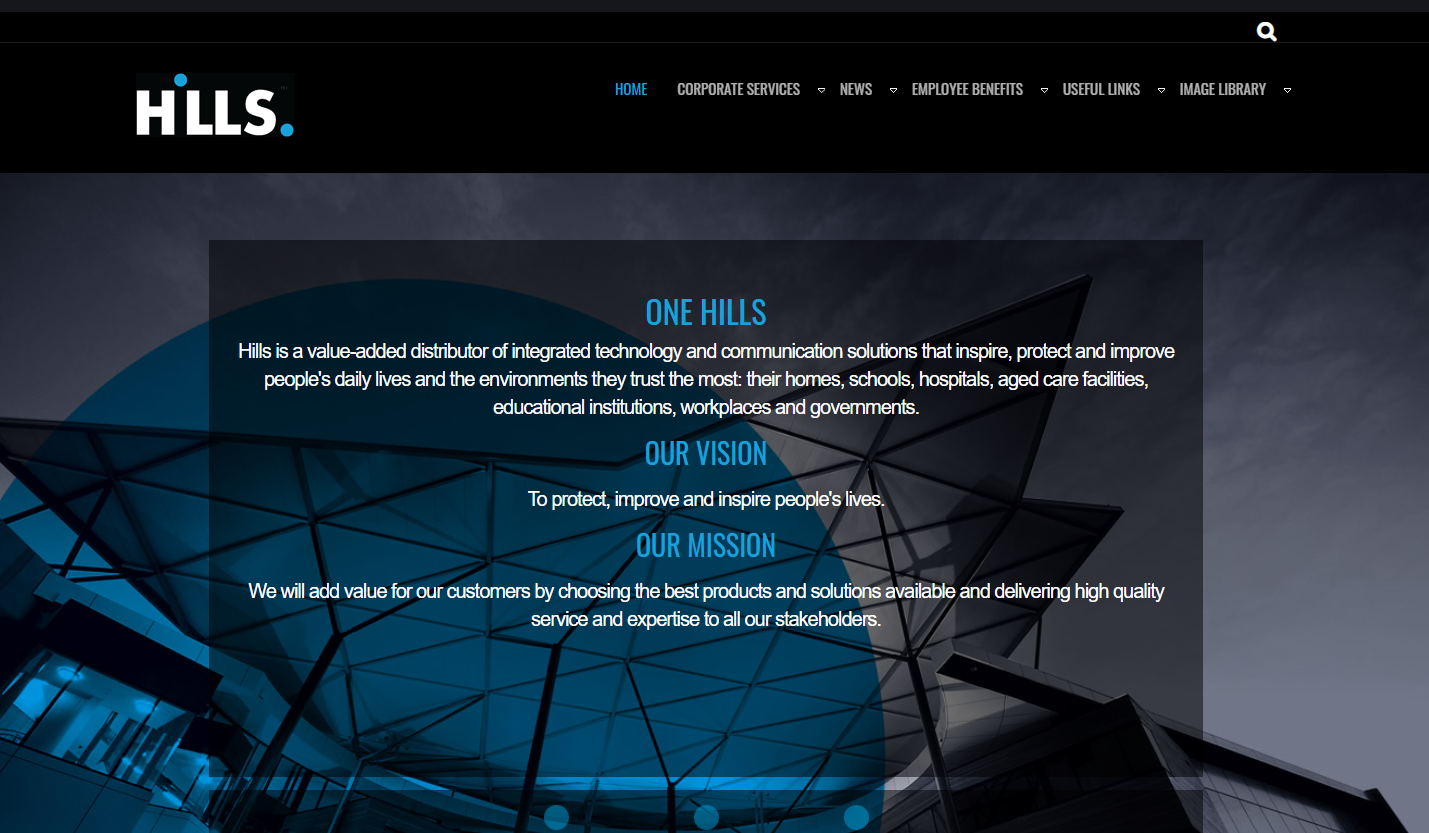 HILLS.
HOME CORPORATE SERVICES NEWS EMPLOYEE BENEFITS USEFUL LINKS IMAGE LIBRARY
ONE HILLS
Hills is a value-added distributor of integrated technology and communication solutions that inspire, protect and improve
people's daily lives and the environments they trust the most: their homes, schools, hospitals, aged care facilities,
educational institutions, workplaces and governments.
OUR VISION
To protect, improve and inspire people's lives.
OUR MISSION
We will add value for our customers by choosing the best products and solutions available and delivering high quality
service and expertise to all our stakeholders.